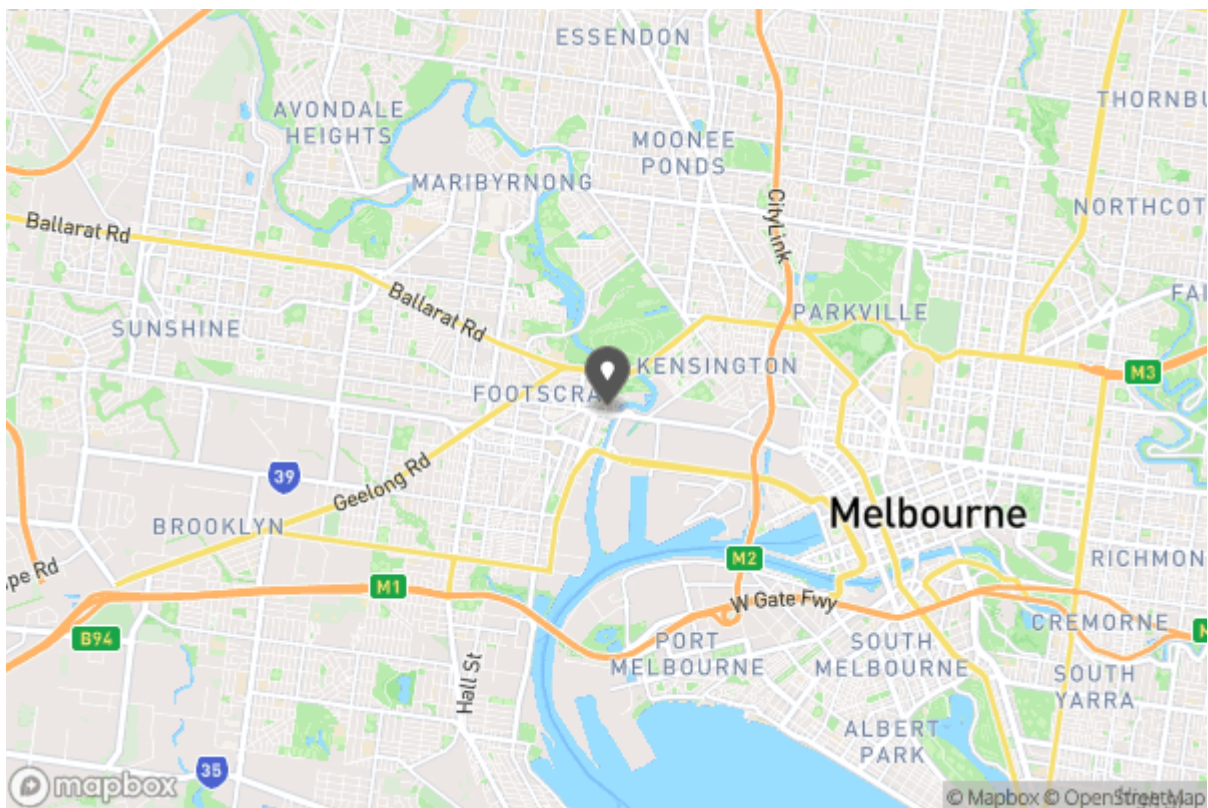 ESSENDON
THORNBU
AVONDALE
HEIGHTS
MOONEE
PONDS
MARIBYRNONG
CityLink
NORTHCOT
Ballarat Rd
Ballarat Rd
FAI
PARKVILLE
SUNSHINE
KENSINGTON
M3
FOOTSCRA
39
Geelong Rd
Melbourne
BROOKLYN
M2
RICHMON
ope Rd
M1
W Gate Fwy
B94
CREMORNE
M
PORT
MELBOURNE
SOUTH
MELBOURNE
Hall St
SOUTH
YARRA
ALBERT
PARK
35
mapbox
© Mapbox © OpenStreetMap